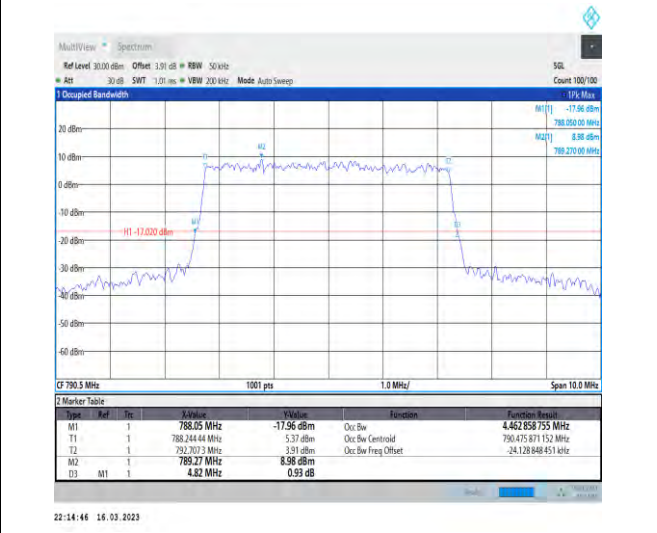 MultiView Spectrum
Ref Level 30.00 dBm Offset 3.91 dB RBW 50 kHz SGL
Att 30 dB SWT 1.01 ms VBW 200 kHz Mode Auto Sweep Count 100/100
1 Occupied Bandwidth 1Pk Max
M1[1] -17.96 dBm
788.050 00 MHz
M2[1] 8.98 dBm
789.270 00 MHz
20 dBm
M2
T1
T2
10 dBm
0 dBm
-10 dBm
M1
D3
H1 -17.020 dBm
-20 dBm
-30 dBm
-40 dBm
-50 dBm
-60 dBm
CF 790.5 MHz 1001 pts 1.0 MHz/ Span 10.0 MHz
2 Marker Table
Type Ref Trc X-Value Y-Value Function Function Result
M1 1 788.05 MHz -17.96 dBm Occ Bw 4.462 858 755 MHz
T1 1 788.244 44 MHz 5.37 dBm Occ Bw Centroid 790.475 871 152 MHz
T2 1 792.707 3 MHz 3.91 dBm Occ Bw Freq Offset -24.128 848 451 kHz
M2 1 789.27 MHz 8.98 dBm
D3 M1 1 4.82 MHz 0.93 dB
22:14:46 16.03.2023